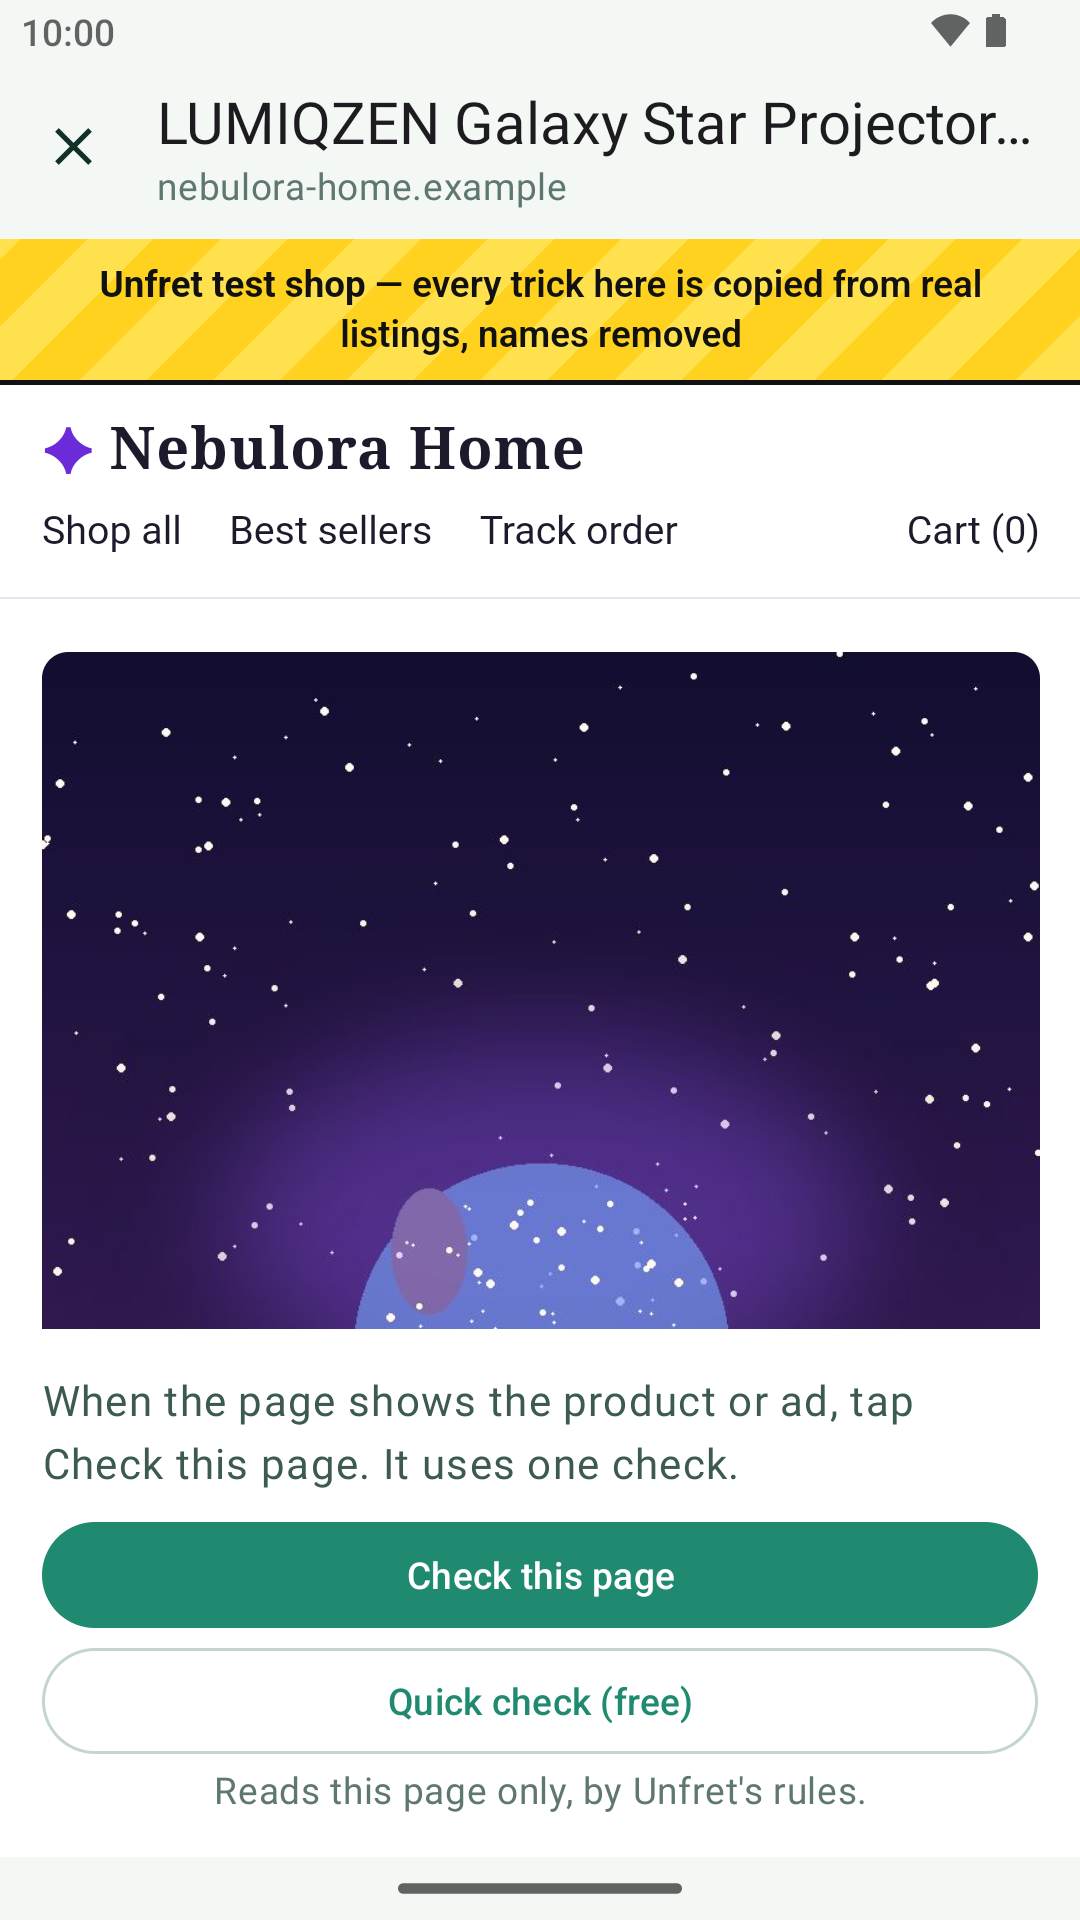 10:00
LUMIQZEN Galaxy Star Projector...
nebulora-home.example
Unfret test shop — every trick here is copied from real
listings, names removed
Nebulora Home
Shop all Best sellers Track order Cart (0)
When the page shows the product or ad, tap
Check this page. It uses one check.
Check this page
Quick check (free)
Reads this page only, by Unfret's rules.